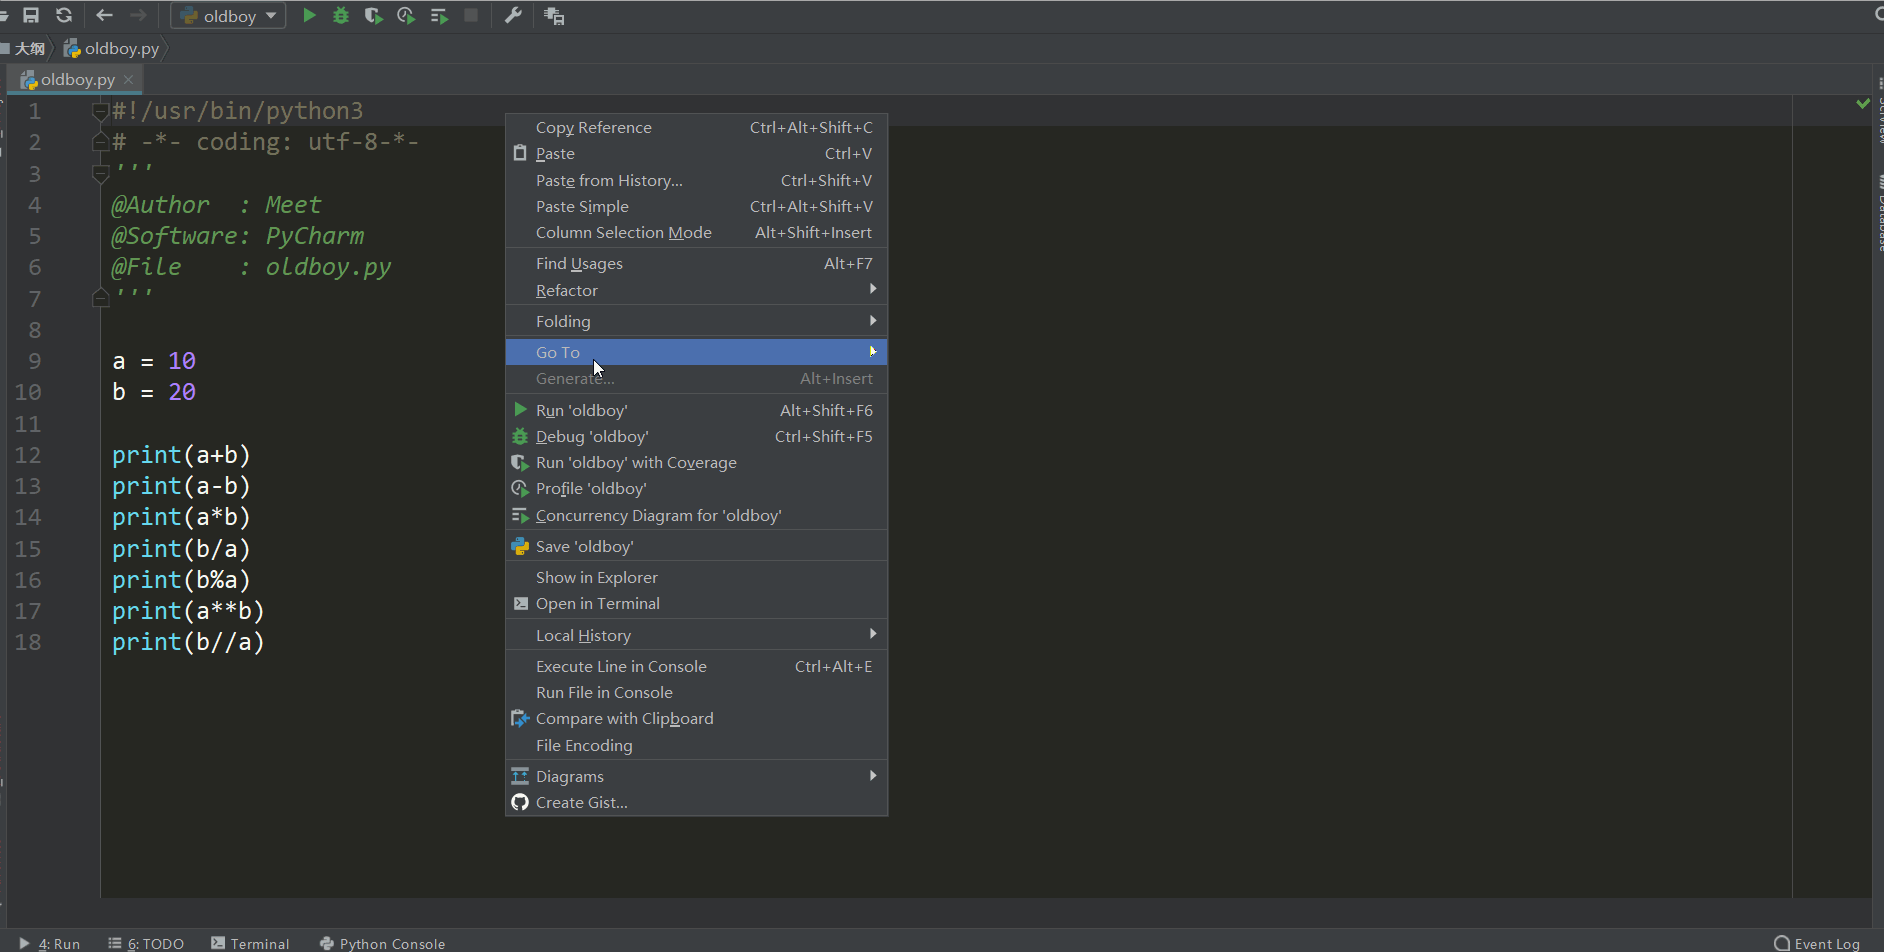 oldboy
大纲 oldboy.py
oldboy.py
1 #!/usr/bin/python3
2 # -*- coding: utf-8-*-
3 '''
4 @Author : Meet
5 @Software: PyCharm
6 @File : oldboy.py
7 '''
8
9 a = 10
10 b = 20
11
12 print(a+b)
13 print(a-b)
14 print(a*b)
15 print(b/a)
16 print(b%a)
17 print(a**b)
18 print(b//a)
Copy Reference Ctrl+Alt+Shift+C
Paste Ctrl+V
Paste from History... Ctrl+Shift+V
Paste Simple Ctrl+Alt+Shift+V
Column Selection Mode Alt+Shift+Insert
Find Usages Alt+F7
Refactor
Folding
Go To
Generate... Alt+Insert
Run 'oldboy' Alt+Shift+F6
Debug 'oldboy' Ctrl+Shift+F5
Run 'oldboy' with Coverage
Profile 'oldboy'
Concurrency Diagram for 'oldboy'
Save 'oldboy'
Show in Explorer
Open in Terminal
Local History
Execute Line in Console Ctrl+Alt+E
Run File in Console
Compare with Clipboard
File Encoding
Diagrams
Create Gist...
SciView
Database
4: Run 6: TODO Terminal Python Console Event Log